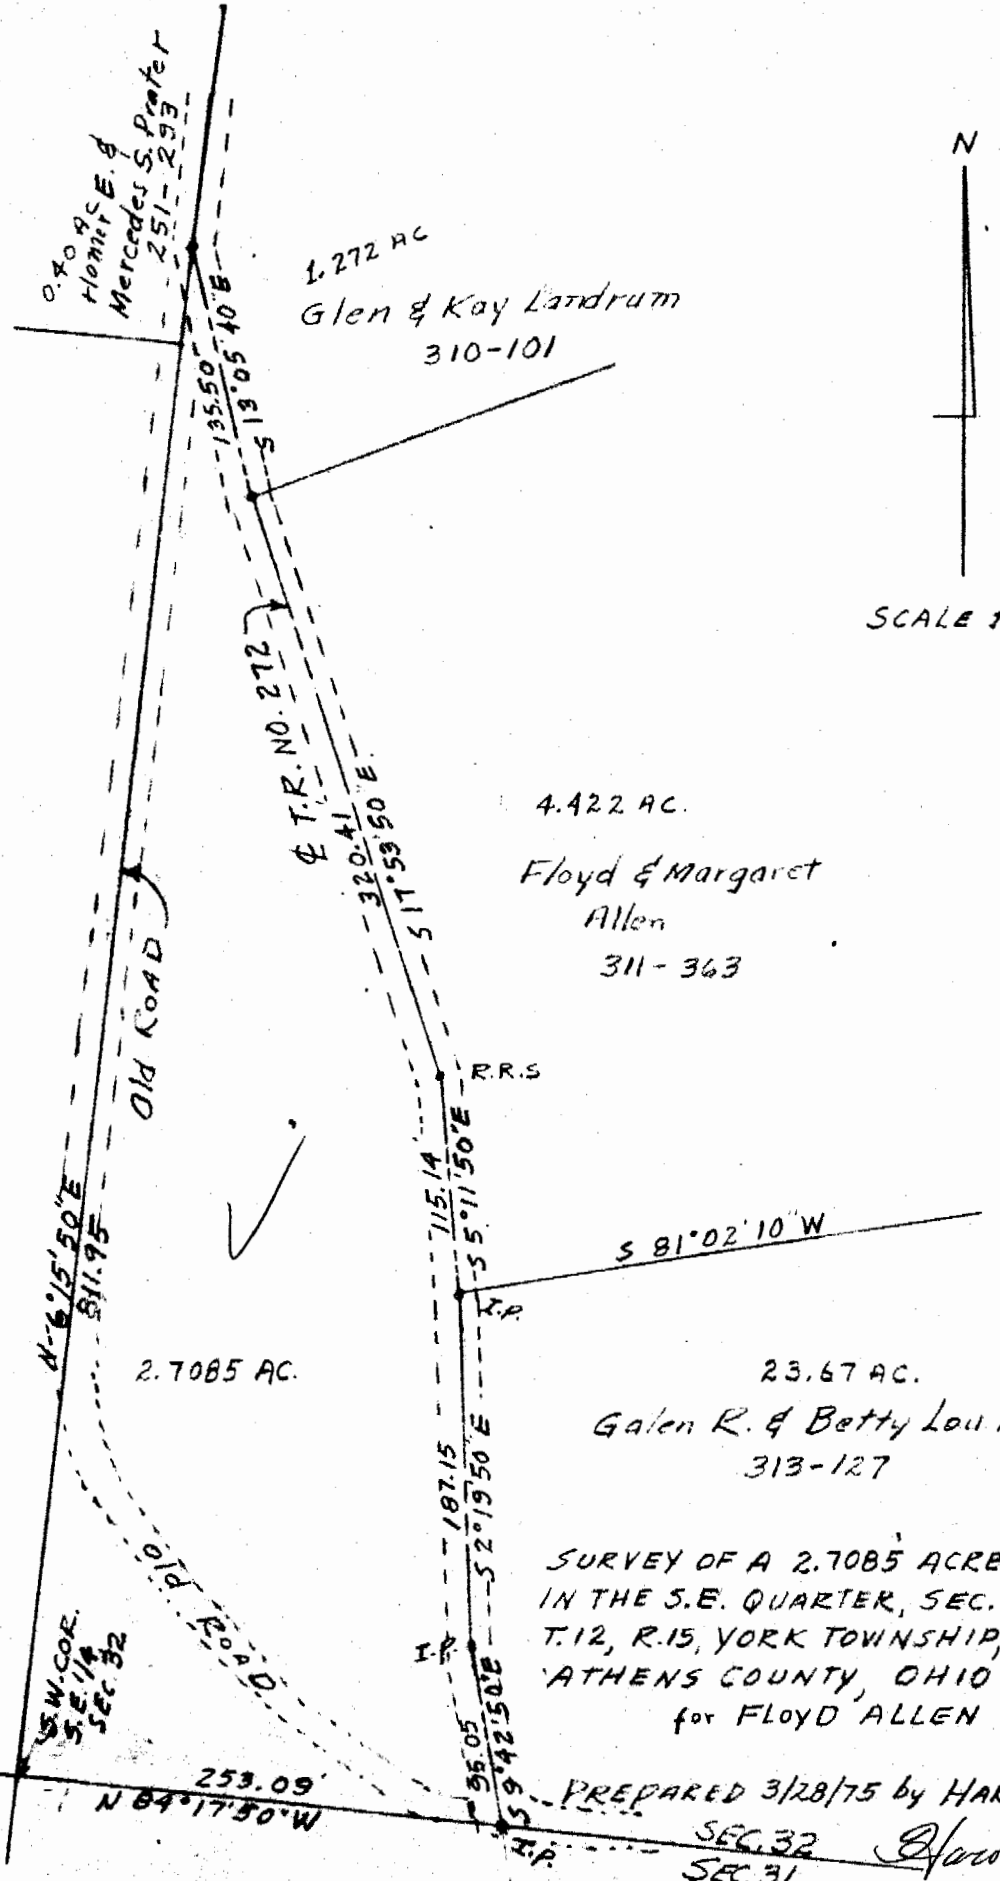 0.40 AC
Homer E. &
Mercedes S. Prater
251-293
1.272 AC
Glen & Kay Landrum
310-101
N
135.50'
S 13°05'40"E
SCALE 1
℄ T.R. NO. 272
320.41
S 17°53'50"E
4.422 AC.
Floyd & Margaret
Allen
311-363
Old ROAD
R.R.S
115.14'
S 5°11'50"E
N-6°15'50"E
811.95
S 81°02'10"W
I.P.
2.7085 AC.
23.67 AC.
Galen R. & Betty Lou
313-127
187.15
S 2°19'50"E
SURVEY OF A 2.7085 ACRE
IN THE S.E. QUARTER, SEC.
T.12, R.15, YORK TOWNSHIP,
ATHENS COUNTY, OHIO
for FLOYD ALLEN
Old ROAD
I.P.
S.W. COR.
S.E. 1/4
SEC. 32
S 9°42'50"E
253.09'
N 84°17'50"W
PREPARED 3/28/75 by HAR
I.P.
SEC. 32
SEC. 31